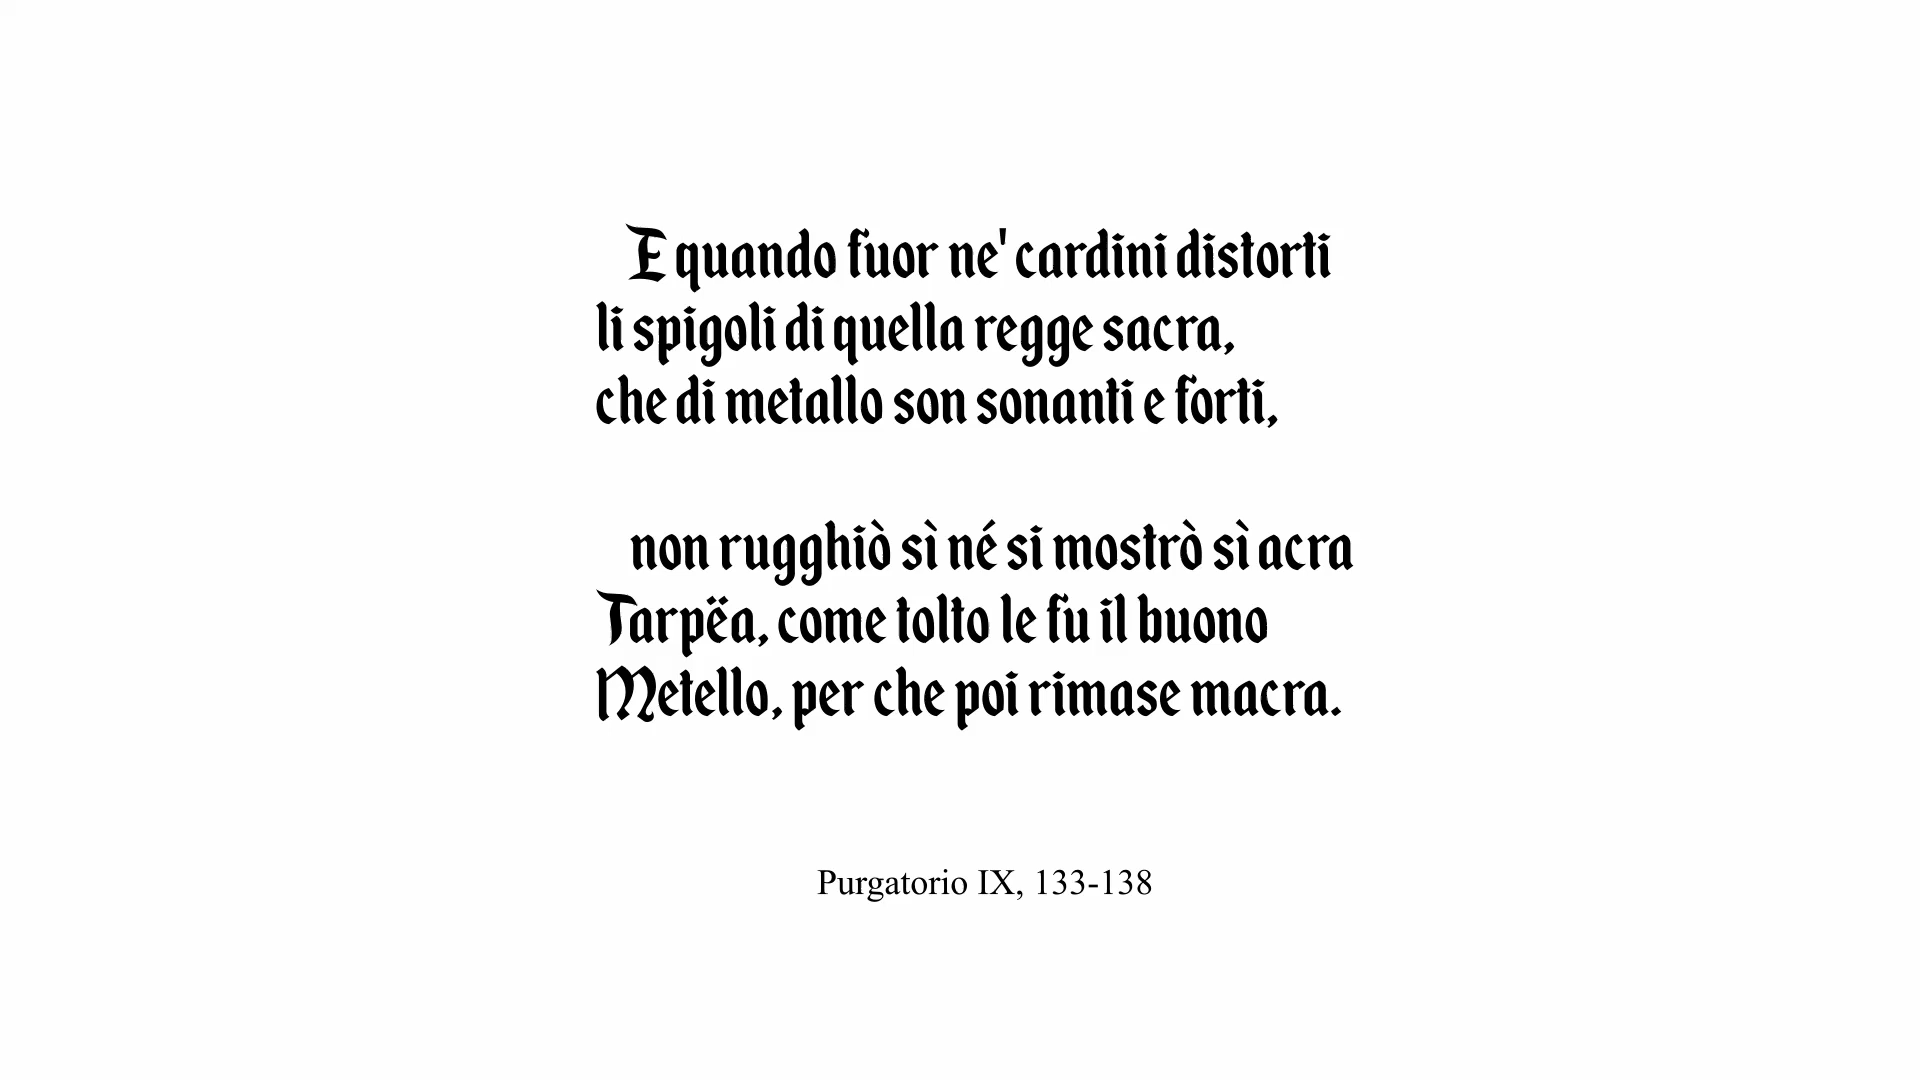 E quando fuor ne' cardini distorti
li spigoli di quella regge sacra,
che di metallo son sonanti e forti,
non rugghiò sì né si mostrò sì acra
Tarpëa, come tolto le fu il buono
Metello, per che poi rimase macra.
Purgatorio IX, 133-138